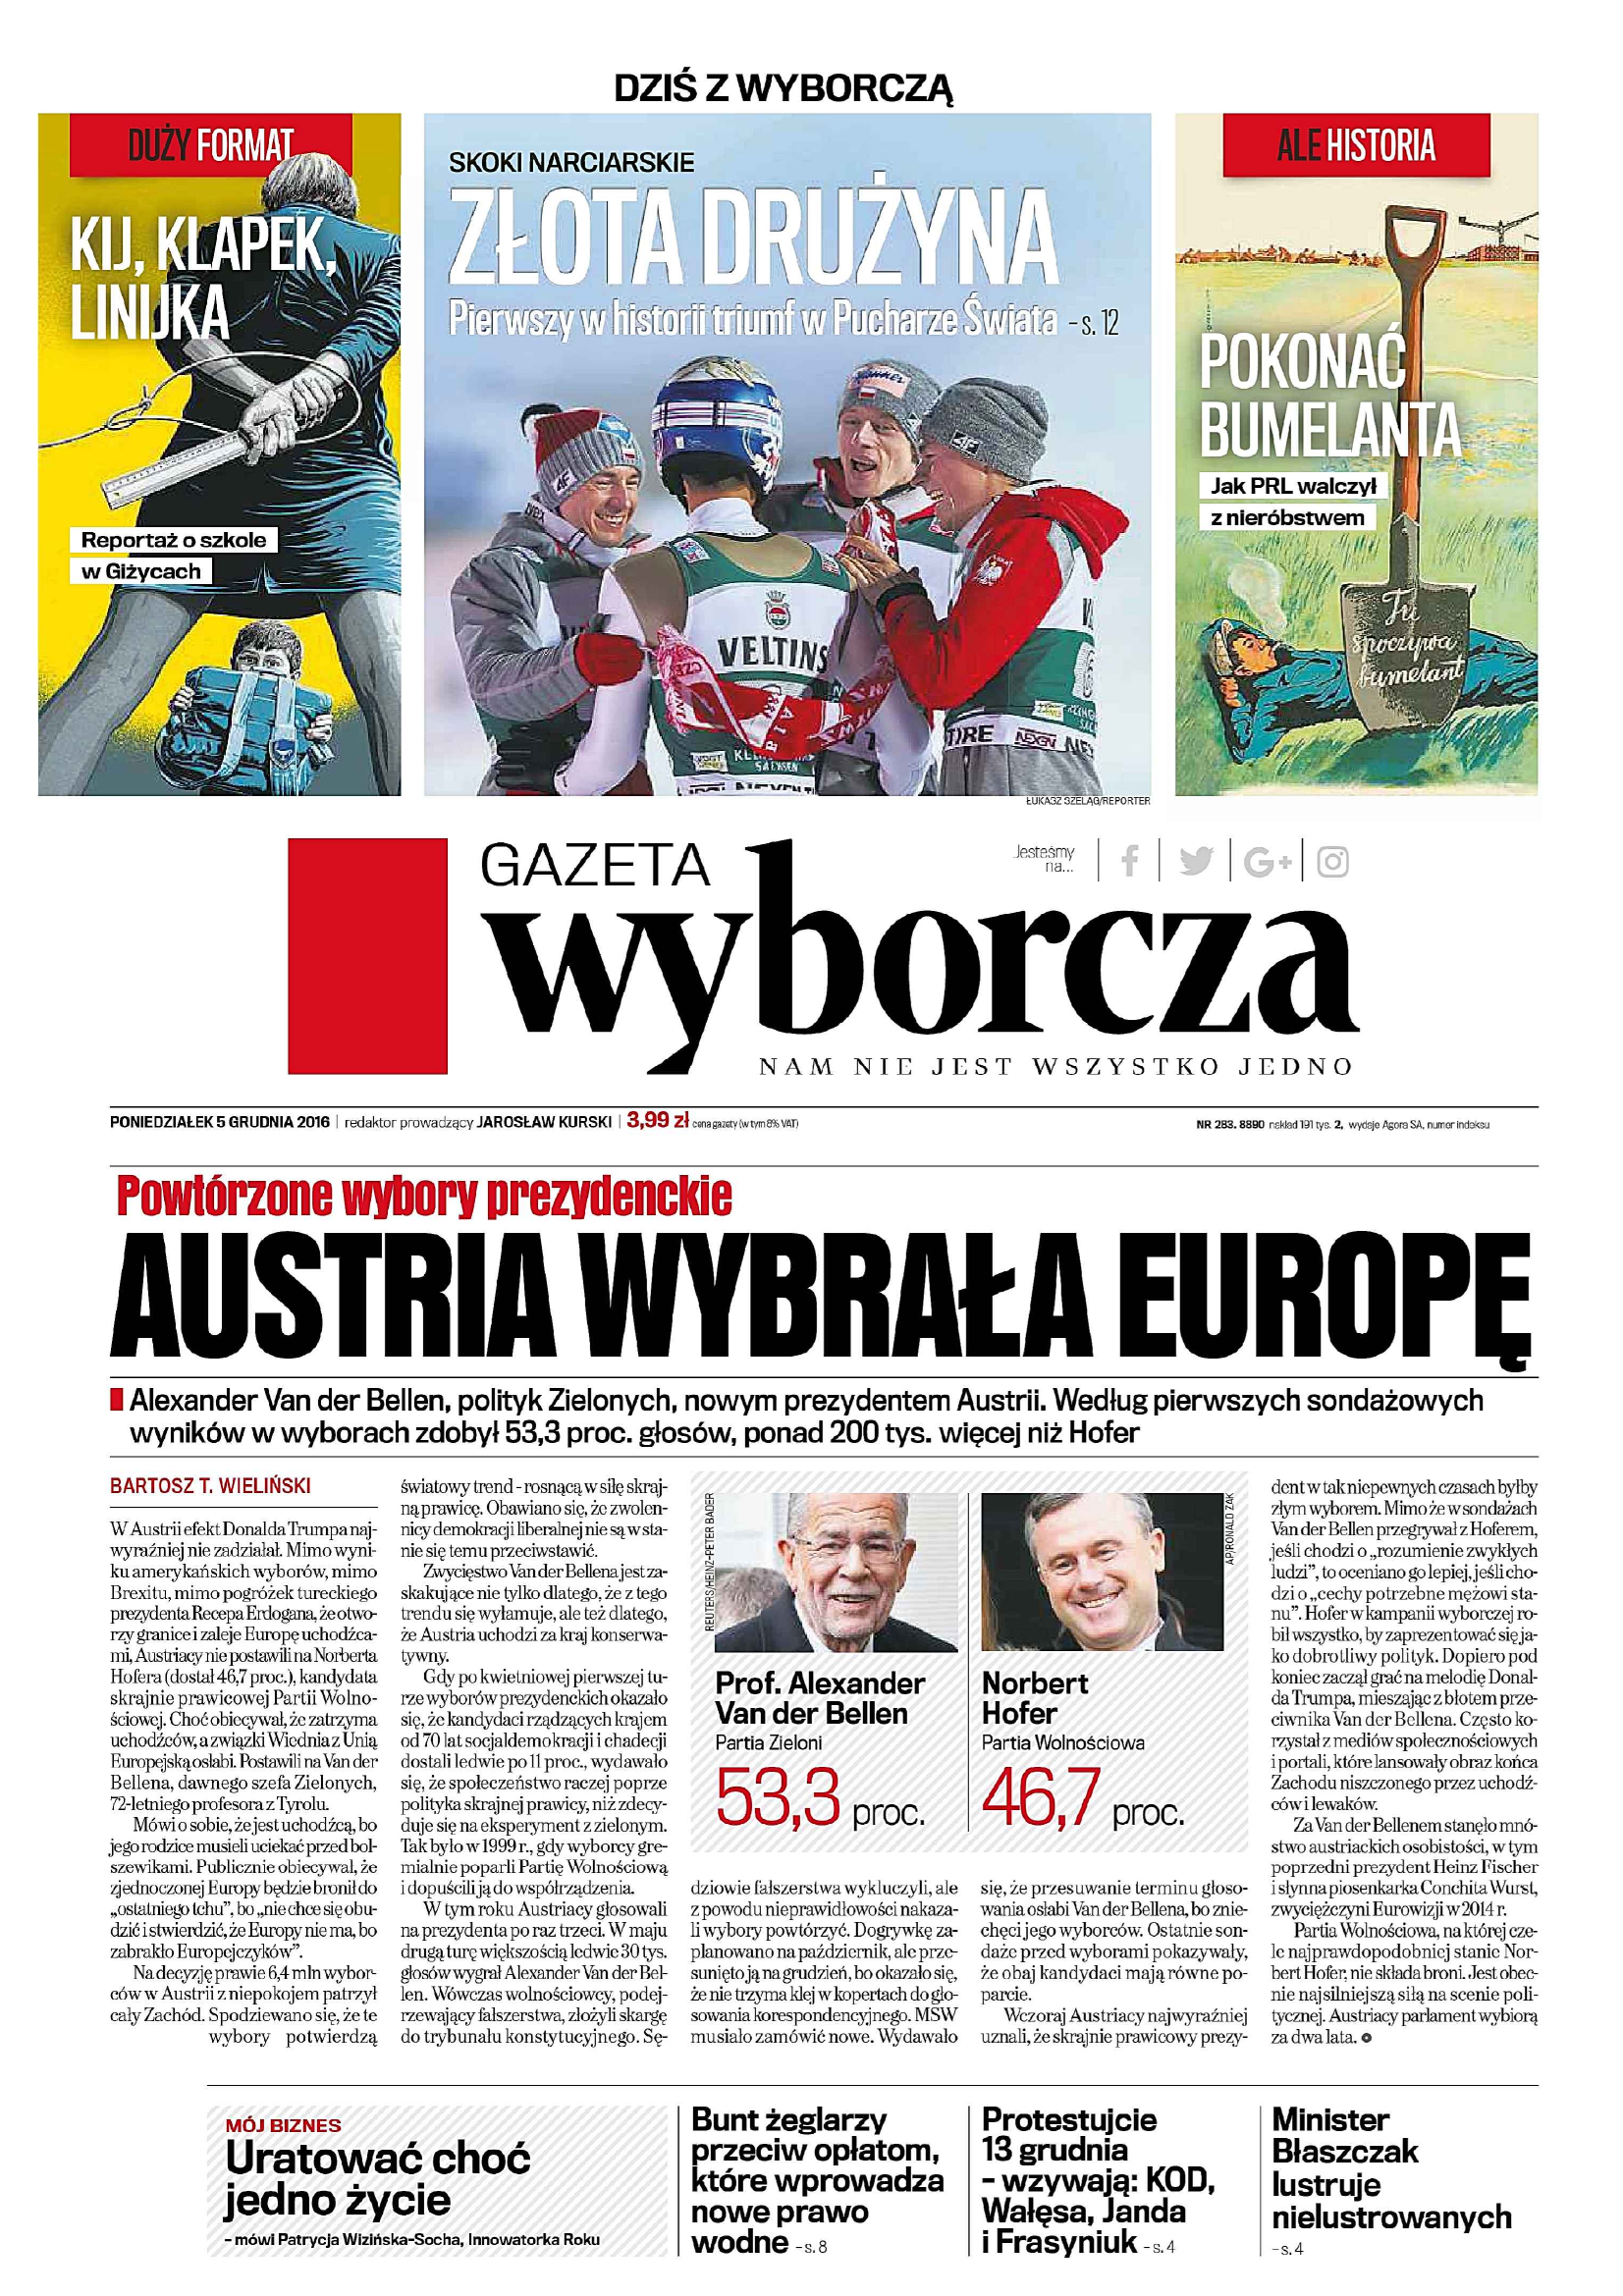 DZIŚ Z WYBORCZĄ
DUŻY FORMAT
KIJ, KLAPEK,
LINIJKA
Reportaż o szkole
w Giżycach
SKOKI NARCIARSKIE
ZŁOTA DRUŻYNA
Pierwszy w historii triumf w Pucharze Świata - s. 12
VELTINS
ŁUKASZ SZELĄG/REPORTER
ALE HISTORIA
POKONAĆ
BUMELANTA
Jak PRL walczył
z nieróbstwem
Tu
spoczywa
bumelant
GAZETA
wyborcza
Jesteśmy
na...
NAM NIE JEST WSZYSTKO JEDNO
PONIEDZIAŁEK 5 GRUDNIA 2016 | redaktor prowadzący JAROSŁAW KURSKI | 3,99 zł cena gazety (w tym 8% VAT)
NR 283. 8890 nakład 191 tys. 2, wydaje Agora SA, numer indeksu
Powtórzone wybory prezydenckie
AUSTRIA WYBRAŁA EUROPĘ
Alexander Van der Bellen, polityk Zielonych, nowym prezydentem Austrii. Według pierwszych sondażowych
wyników w wyborach zdobył 53,3 proc. głosów, ponad 200 tys. więcej niż Hofer
BARTOSZ T. WIELIŃSKI
W Austrii efekt Donalda Trumpa naj-
wyraźniej nie zadziałał. Mimo wyni-
ku amerykańskich wyborów, mimo
Brexitu, mimo pogróżek tureckiego
prezydenta Recepa Erdogana, że otwo-
rzy granice i zaleje Europę uchodźca-
mi, Austriacy nie postawili na Norberta
Hofera (dostał 46,7 proc.), kandydata
skrajnie prawicowej Partii Wolno-
ściowej. Choć obiecywał, że zatrzyma
uchodźców, a związki Wiednia z Unią
Europejską osłabi. Postawili na Van der
Bellena, dawnego szefa Zielonych,
72-letniego profesora z Tyrolu.
Mówi o sobie, że jest uchodźcą, bo
jego rodzice musieli uciekać przed bol-
szewikami. Publicznie obiecywał, że
zjednoczonej Europy będzie bronił do
„ostatniego tchu”, bo „nie chce się obu-
dzić i stwierdzić, że Europy nie ma, bo
zabrakło Europejczyków”.
Na decyzję prawie 6,4 mln wybor-
ców w Austrii z niepokojem patrzył
cały Zachód. Spodziewano się, że te
wybory potwierdzą
światowy trend - rosnącą w siłę skraj-
ną prawicę. Obawiano się, że zwolen-
nicy demokracji liberalnej nie są w sta-
nie się temu przeciwstawić.
Zwycięstwo Van der Bellena jest za-
skakujące nie tylko dlatego, że z tego
trendu się wyłamuje, ale też dlatego,
że Austria uchodzi za kraj konserwa-
tywny.
Gdy po kwietniowej pierwszej tu-
rze wyborów prezydenckich okazało
się, że kandydaci rządzących krajem
od 70 lat socjaldemokracji i chadecji
dostali ledwie po 11 proc., wydawało
się, że społeczeństwo raczej poprze
polityka skrajnej prawicy, niż zdecy-
duje się na eksperyment z zielonym.
Tak było w 1999 r., gdy wyborcy gre-
mialnie poparli Partię Wolnościową
i dopuścili ją do współrządzenia.
W tym roku Austriacy głosowali
na prezydenta po raz trzeci. W maju
drugą turę większością ledwie 30 tys.
głosów wygrał Alexander Van der Bel-
len. Wówczas wolnościowcy, podej-
rzewający fałszerstwa, złożyli skargę
do trybunału konstytucyjnego. Sę-
REUTERS/HEINZ-PETER BADER
Prof. Alexander
Van der Bellen
Partia Zieloni
53,3 proc.
AP/RONALD ZAK
Norbert
Hofer
Partia Wolnościowa
46,7 proc.
dziowie fałszerstwa wykluczyli, ale
z powodu nieprawidłowości nakaza-
li wybory powtórzyć. Dogrywkę za-
planowano na październik, ale prze-
sunięto ją na grudzień, bo okazało się,
że nie trzyma klej w kopertach do gło-
sowania korespondencyjnego. MSW
musiało zamówić nowe. Wydawało
się, że przesuwanie terminu głoso-
wania osłabi Van der Bellena, bo znie-
chęci jego wyborców. Ostatnie son-
daże przed wyborami pokazywały,
że obaj kandydaci mają równe po-
parcie.
Wczoraj Austriacy najwyraźniej
uznali, że skrajnie prawicowy prezy-
dent w tak niepewnych czasach byłby
złym wyborem. Mimo że w sondażach
Van der Bellen przegrywał z Hoferem,
jeśli chodzi o „rozumienie zwykłych
ludzi”, to oceniano go lepiej, jeśli cho-
dzi o „cechy potrzebne mężowi sta-
nu”. Hofer w kampanii wyborczej ro-
bił wszystko, by zaprezentować się ja-
ko dobrotliwy polityk. Dopiero pod
koniec zaczął grać na melodię Donal-
da Trumpa, mieszając z błotem prze-
ciwnika Van der Bellena. Często ko-
rzystał z mediów społecznościowych
i portali, które lansowały obraz końca
Zachodu niszczonego przez uchodź-
ców i lewaków.
Za Van der Bellenem stanęło mnó-
stwo austriackich osobistości, w tym
poprzedni prezydent Heinz Fischer
i słynna piosenkarka Conchita Wurst,
zwyciężczyni Eurowizji w 2014 r.
Partia Wolnościowa, na której cze-
le najprawdopodobniej stanie Nor-
bert Hofer, nie składa broni. Jest obec-
nie najsilniejszą siłą na scenie poli-
tycznej. Austriacy parlament wybiorą
za dwa lata.
MÓJ BIZNES
Uratować choć
jedno życie
- mówi Patrycja Wizińska-Socha, Innowatorka Roku
Bunt żeglarzy
przeciw opłatom,
które wprowadza
nowe prawo
wodne - s. 8
Protestujcie
13 grudnia
- wzywają: KOD,
Wałęsa, Janda
i Frasyniuk - s. 4
Minister
Błaszczak
lustruje
nielustrowanych
- s. 4